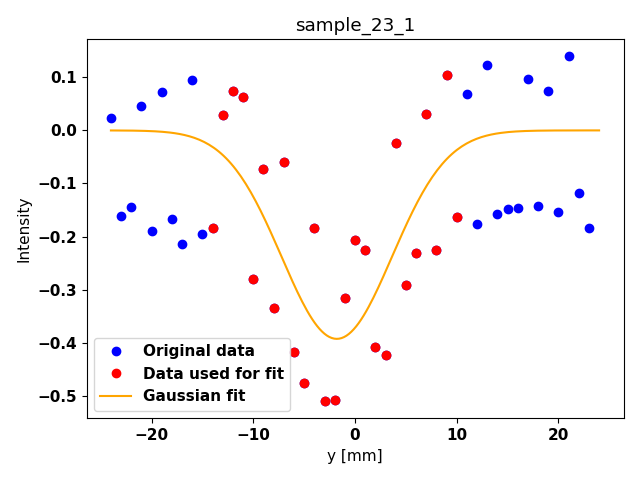 sample_23_1
Intensity
0.1
0.0
−0.1
−0.2
−0.3
−0.4
−0.5
Original data
Data used for fit
Gaussian fit
−20 −10 0 10 20
y [mm]